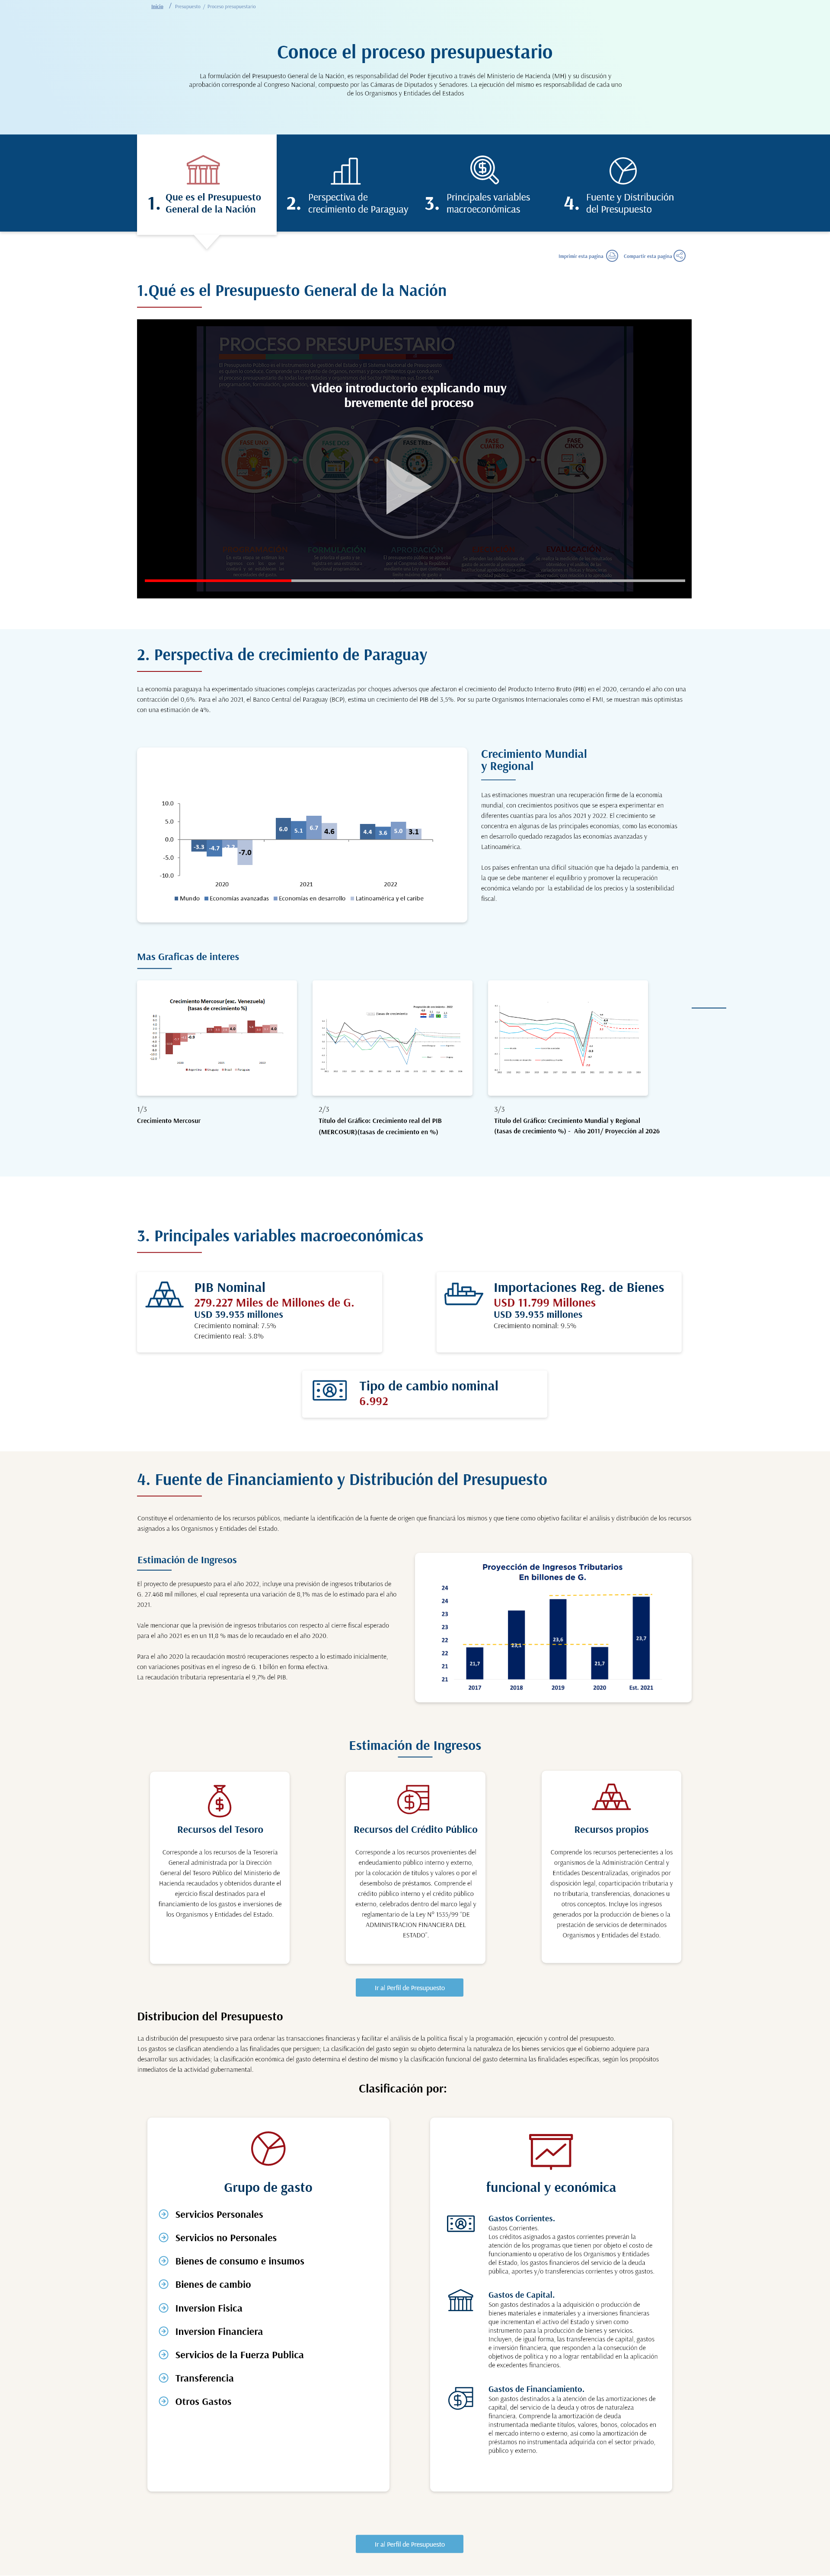 Inicio / Presupuesto / Proceso presupuestario
Conoce el proceso presupuestario
La formulación del Presupuesto General de la Nación, es responsabilidad del Poder Ejecutivo a través del Ministerio de Hacienda (MH) y su discusión y
aprobación corresponde al Congreso Nacional, compuesto por las Cámaras de Diputados y Senadores. La ejecución del mismo es responsabilidad de cada uno
de los Organismos y Entidades del Estados
1. Que es el Presupuesto
General de la Nación
2. Perspectiva de
crecimiento de Paraguay
3. Principales variables
macroeconómicas
4. Fuente y Distribución
del Presupuesto
Imprimir esta pagina
Compartir esta pagina
1.Qué es el Presupuesto General de la Nación
PROCESO PRESUPUESTARIO
Video introductorio explicando muy
brevemente del proceso
FASE UNO
FASE DOS
FASE TRES
FASE CUATRO
FASE CINCO
FORMULACIÓN
APROBACIÓN
2. Perspectiva de crecimiento de Paraguay
La economía paraguaya ha experimentado situaciones complejas caracterizadas por choques adversos que afectaron el crecimiento del Producto Interno Bruto (PIB) en el 2020, cerrando el año con una
contracción del 0,6%. Para el año 2021, el Banco Central del Paraguay (BCP), estima un crecimiento del PIB del 3,5%. Por su parte Organismos Internacionales como el FMI, se muestran más optimistas
con una estimación de 4%.
10.0
5.0
0.0
-5.0
-10.0
-3.3
-4.7
-7.0
6.0
5.1
6.7
4.6
4.4
3.6
5.0
3.1
2020
2021
2022
Mundo
Economías avanzadas
Economías en desarrollo
Latinoamérica y el caribe
Crecimiento Mundial
y Regional
Las estimaciones muestran una recuperación firme de la economía
mundial, con crecimientos positivos que se espera experimentar en
diferentes cuantías para los años 2021 y 2022. El crecimiento se
concentra en algunas de las principales economías, como las economías
en desarrollo quedado rezagados las economías avanzadas y
Latinoamérica.
Los países enfrentan una difícil situación que ha dejado la pandemia, en
la que se debe mantener el equilibrio y promover la recuperación
económica velando por la estabilidad de los precios y la sostenibilidad
fiscal.
Mas Graficas de interes
Crecimiento Mercosur (exc. Venezuela)
(tasas de crecimiento %)
1/3
Crecimiento Mercosur
2/3
Título del Gráfico: Crecimiento real del PIB
(MERCOSUR)(tasas de crecimiento en %)
3/3
Título del Gráfico: Crecimiento Mundial y Regional
(tasas de crecimiento %) - Año 2011/ Proyección al 2026
3. Principales variables macroeconómicas
PIB Nominal
279.227 Miles de Millones de G.
USD 39.935 millones
Crecimiento nominal: 7.5%
Crecimiento real: 3.8%
Importaciones Reg. de Bienes
USD 11.799 Millones
USD 39.935 millones
Crecimiento nominal: 9.5%
Tipo de cambio nominal
6.992
4. Fuente de Financiamiento y Distribución del Presupuesto
Constituye el ordenamiento de los recursos públicos, mediante la identificación de la fuente de origen que financiará los mismos y que tiene como objetivo facilitar el análisis y distribución de los recursos
asignados a los Organismos y Entidades del Estado.
Estimación de Ingresos
El proyecto de presupuesto para el año 2022, incluye una previsión de ingresos tributarios de
G. 27.468 mil millones, el cual representa una variación de 8,1% mas de lo estimado para el año
2021.
Vale mencionar que la previsión de ingresos tributarios con respecto al cierre fiscal esperado
para el año 2021 es en un 11,8 % mas de lo recaudado en el año 2020.
Para el año 2020 la recaudación mostró recuperaciones respecto a lo estimado inicialmente,
con variaciones positivas en el ingreso de G. 1 billón en forma efectiva.
La recaudación tributaria representaría el 9,7% del PIB.
Proyección de Ingresos Tributarios
En billones de G.
24
24
23
23
22
22
21
21
21,7
23,1
23,6
21,7
23,7
2017
2018
2019
2020
Est. 2021
Estimación de Ingresos
Recursos del Tesoro
Corresponde a los recursos de la Tesorería
General administrada por la Dirección
General del Tesoro Público del Ministerio de
Hacienda recaudados y obtenidos durante el
ejercicio fiscal destinados para el
financiamiento de los gastos e inversiones de
los Organismos y Entidades del Estado.
Recursos del Crédito Público
Corresponde a los recursos provenientes del
endeudamiento público interno y externo,
por la colocación de títulos y valores o por el
desembolso de préstamos. Comprende el
crédito público interno y el crédito público
externo, celebrados dentro del marco legal y
reglamentario de la Ley N° 1535/99 "DE
ADMINISTRACION FINANCIERA DEL
ESTADO".
Recursos propios
Comprende los recursos pertenecientes a los
organismos de la Administración Central y
Entidades Descentralizadas, originados por
disposición legal, coparticipación tributaria y
no tributaria, transferencias, donaciones u
otros conceptos. Incluye los ingresos
generados por la producción de bienes o la
prestación de servicios de determinados
Organismos y Entidades del Estado.
Ir al Perfil de Presupuesto
Distribucion del Presupuesto
La distribución del presupuesto sirve para ordenar las transacciones financieras y facilitar el análisis de la política fiscal y la programación, ejecución y control del presupuesto.
Los gastos se clasifican atendiendo a las finalidades que persiguen; La clasificación del gasto según su objeto determina la naturaleza de los bienes servicios que el Gobierno adquiere para
desarrollar sus actividades; la clasificación económica del gasto determina el destino del mismo y la clasificación funcional del gasto determina las finalidades específicas, según los propósitos
inmediatos de la actividad gubernamental.
Clasificación por:
Grupo de gasto
Servicios Personales
Servicios no Personales
Bienes de consumo e insumos
Bienes de cambio
Inversion Fisica
Inversion Financiera
Servicios de la Fuerza Publica
Transferencia
Otros Gastos
funcional y económica
Gastos Corrientes.
Gastos Corrientes.
Los créditos asignados a gastos corrientes preverán la
atención de los programas que tienen por objeto el costo de
funcionamiento u operativo de los Organismos y Entidades
del Estado, los gastos financieros del servicio de la deuda
pública, aportes y/o transferencias corrientes y otros gastos.
Gastos de Capital.
Son gastos destinados a la adquisición o producción de
bienes materiales e inmateriales y a inversiones financieras
que incrementan el activo del Estado y sirven como
instrumento para la producción de bienes y servicios.
Incluyen, de igual forma, las transferencias de capital, gastos
e inversión financiera, que responden a la consecución de
objetivos de política y no a lograr rentabilidad en la aplicación
de excedentes financieros.
Gastos de Financiamiento.
Son gastos destinados a la atención de las amortizaciones de
capital, del servicio de la deuda y otros de naturaleza
financiera. Comprende la amortización de deuda
instrumentada mediante títulos, valores, bonos, colocados en
el mercado interno o externo, así como la amortización de
préstamos no instrumentada adquirida con el sector privado,
público y externo.
Ir al Perfil de Presupuesto